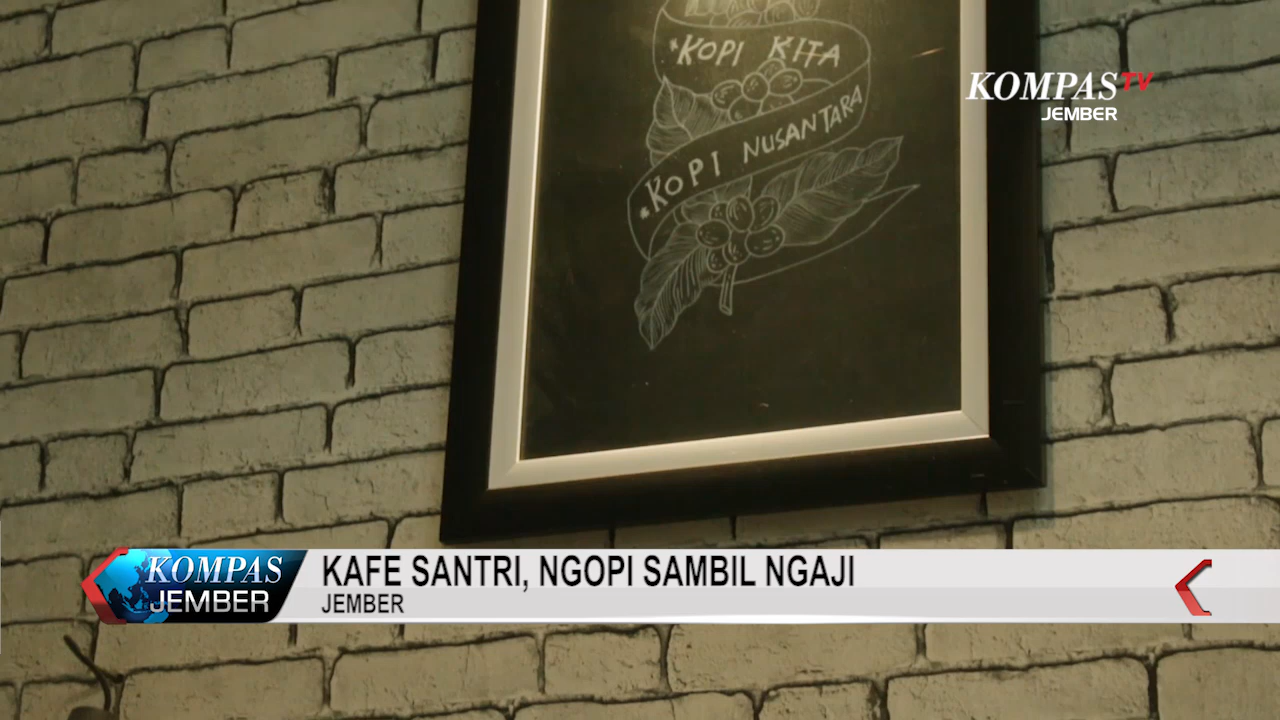 *KOPI KITA
*KOPI NUSANTARA
KOMPAS TV
JEMBER
KOMPAS
JEMBER
KAFE SANTRI, NGOPI SAMBIL NGAJI
JEMBER